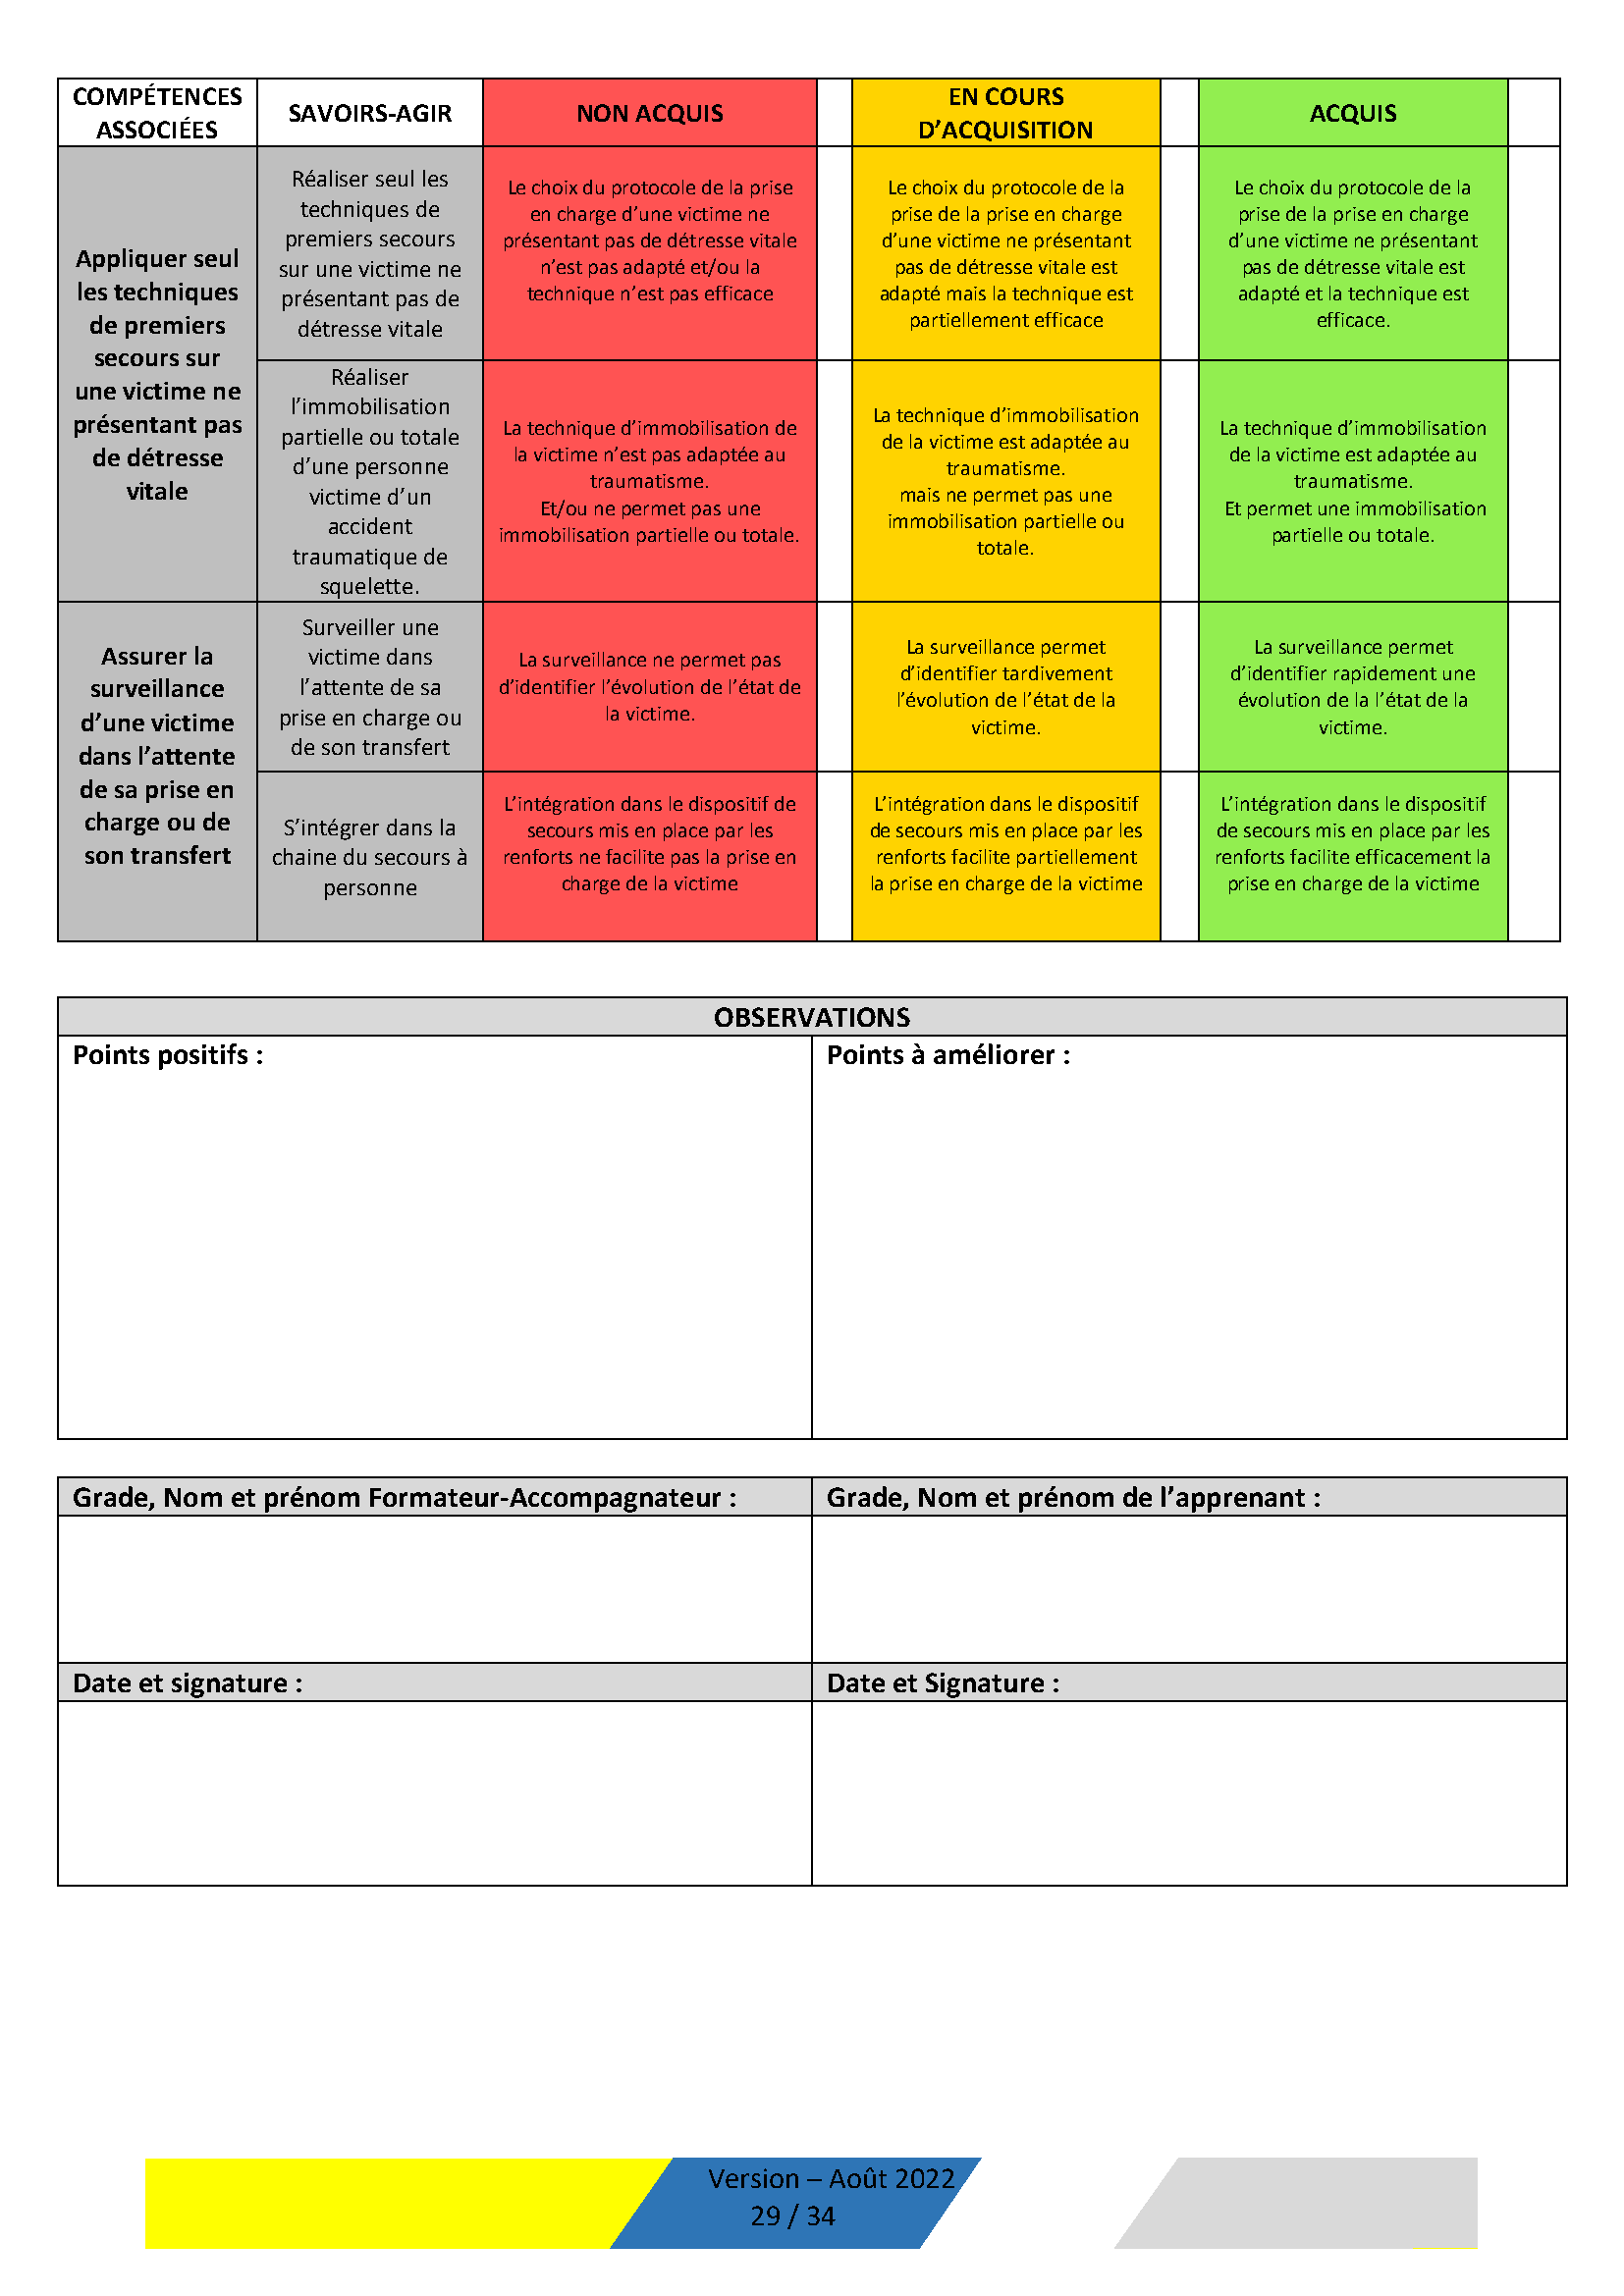 COMPÉTENCES
ASSOCIÉES
SAVOIRS-AGIR
NON ACQUIS
EN COURS
D’ACQUISITION
ACQUIS
Appliquer seul
les techniques
de premiers
secours sur
une victime ne
présentant pas
de détresse
vitale
Réaliser seul les
techniques de
premiers secours
sur une victime ne
présentant pas de
détresse vitale
Le choix du protocole de la prise
en charge d’une victime ne
présentant pas de détresse vitale
n’est pas adapté et/ou la
technique n’est pas efficace
Le choix du protocole de la
prise de la prise en charge
d’une victime ne présentant
pas de détresse vitale est
adapté mais la technique est
partiellement efficace
Le choix du protocole de la
prise de la prise en charge
d’une victime ne présentant
pas de détresse vitale est
adapté et la technique est
efficace.
Réaliser
l’immobilisation
partielle ou totale
d’une personne
victime d’un
accident
traumatique de
squelette.
La technique d’immobilisation de
la victime n’est pas adaptée au
traumatisme.
Et/ou ne permet pas une
immobilisation partielle ou totale.
La technique d’immobilisation
de la victime est adaptée au
traumatisme.
mais ne permet pas une
immobilisation partielle ou
totale.
La technique d’immobilisation
de la victime est adaptée au
traumatisme.
Et permet une immobilisation
partielle ou totale.
Assurer la
surveillance
d’une victime
dans l’attente
de sa prise en
charge ou de
son transfert
Surveiller une
victime dans
l’attente de sa
prise en charge ou
de son transfert
La surveillance ne permet pas
d’identifier l’évolution de l’état de
la victime.
La surveillance permet
d’identifier tardivement
l’évolution de l’état de la
victime.
La surveillance permet
d’identifier rapidement une
évolution de la l’état de la
victime.
S’intégrer dans la
chaine du secours à
personne
L’intégration dans le dispositif de
secours mis en place par les
renforts ne facilite pas la prise en
charge de la victime
L’intégration dans le dispositif
de secours mis en place par les
renforts facilite partiellement
la prise en charge de la victime
L’intégration dans le dispositif
de secours mis en place par les
renforts facilite efficacement la
prise en charge de la victime
OBSERVATIONS
Points positifs :
Points à améliorer :
Grade, Nom et prénom Formateur-Accompagnateur :
Grade, Nom et prénom de l’apprenant :
Date et signature :
Date et Signature :
Version – Août 2022
29 / 34